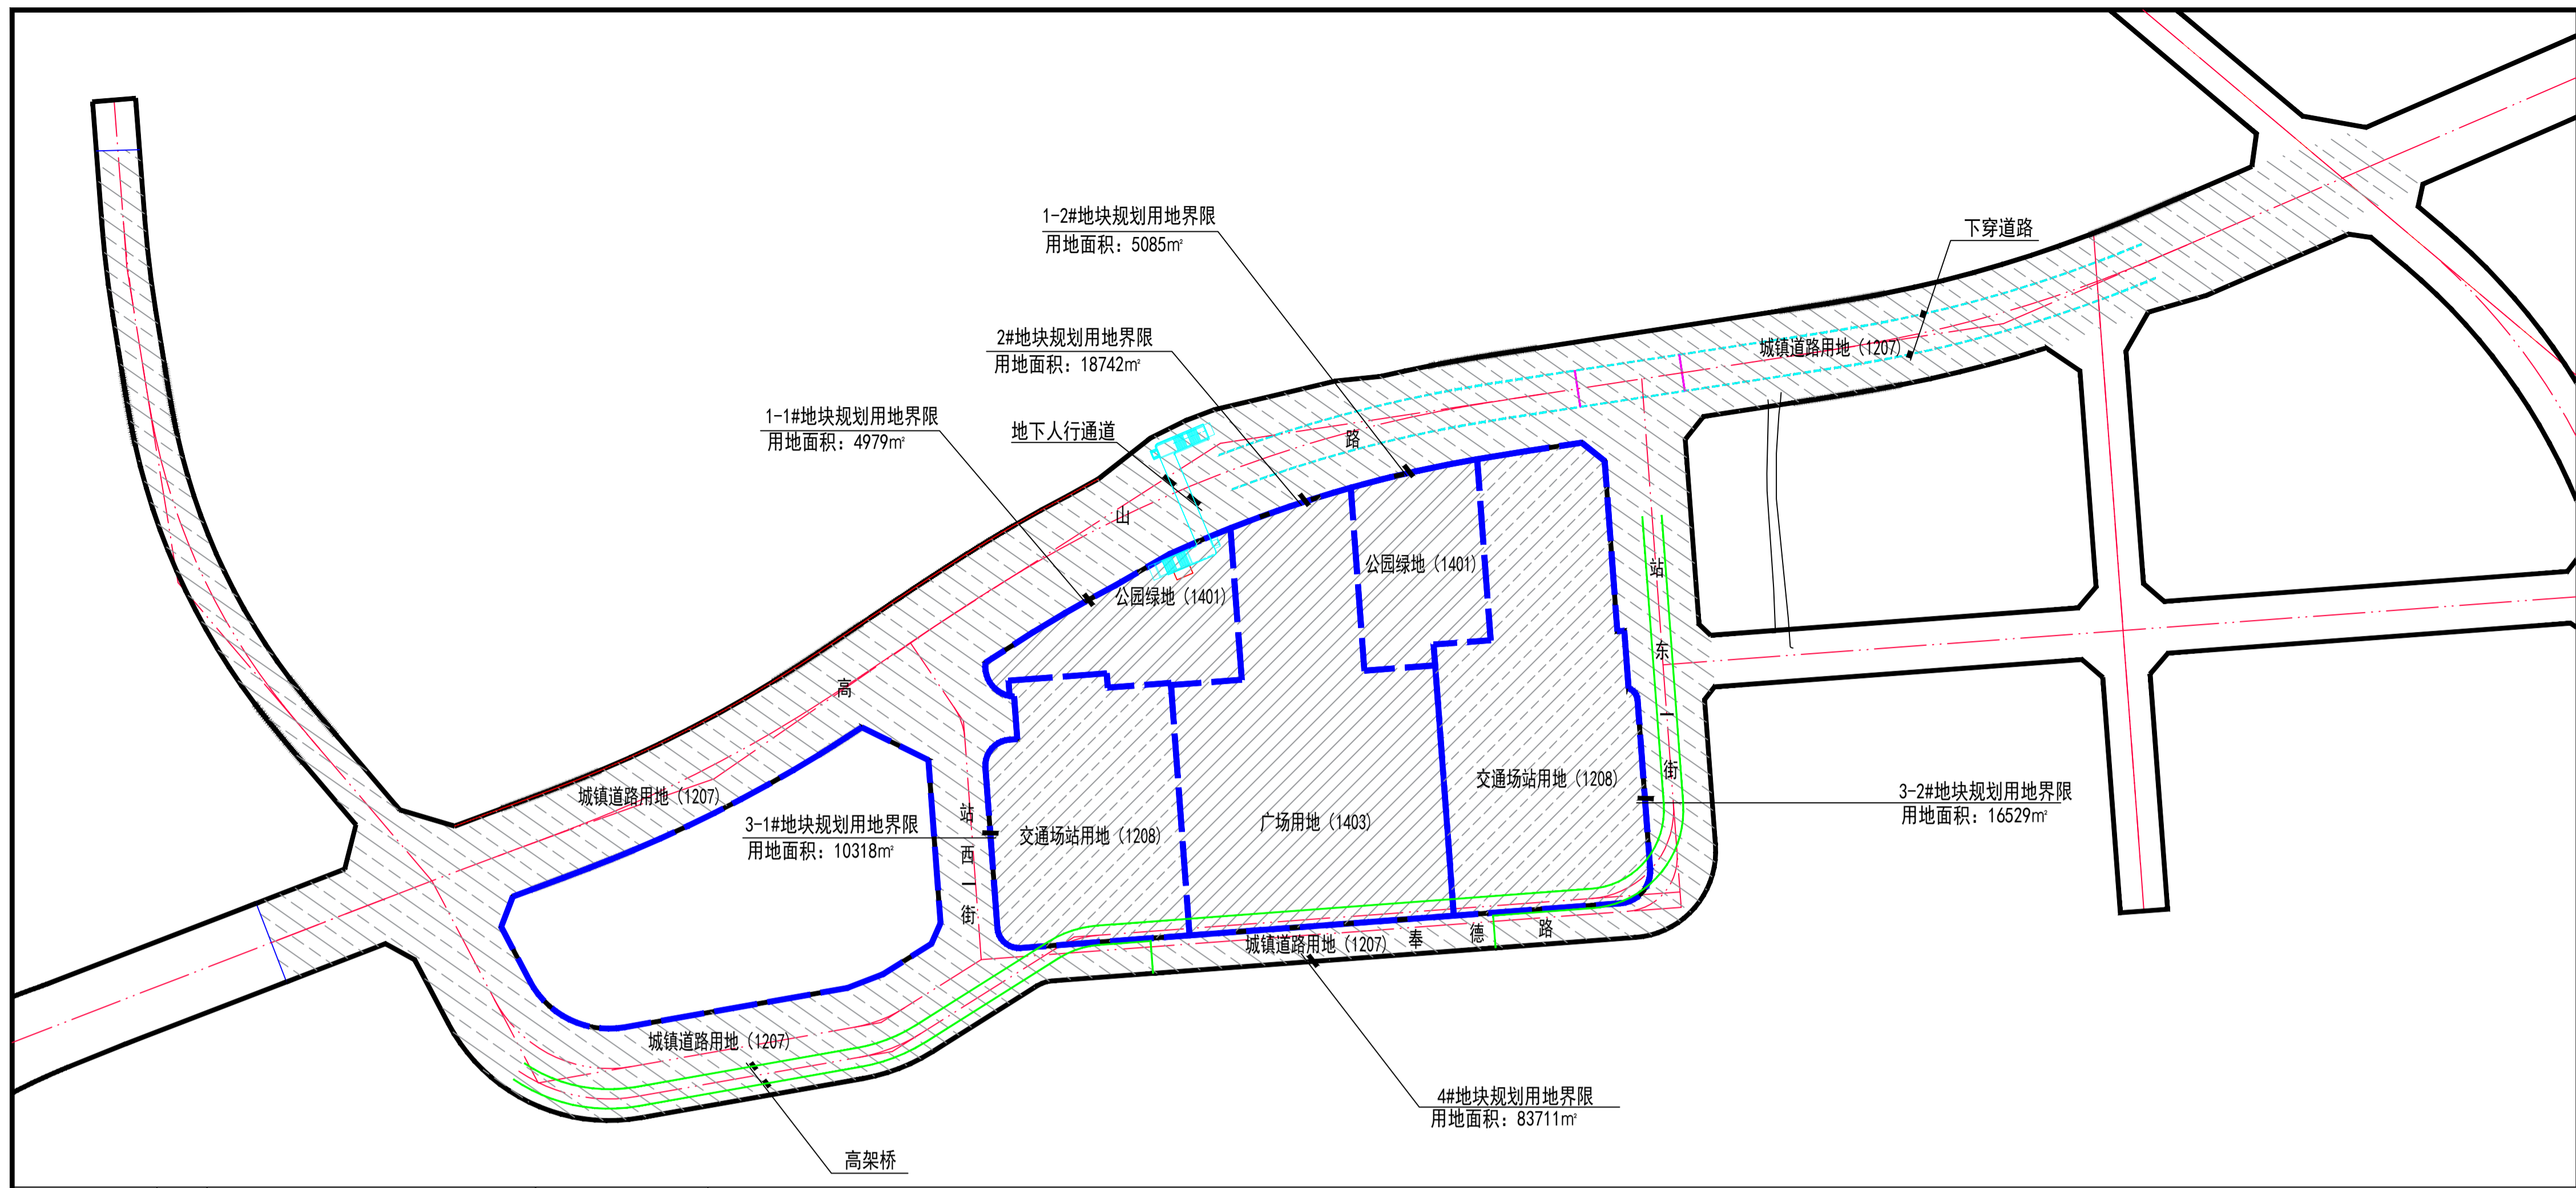 1-2#地块规划用地界限
用地面积：5085㎡
下穿道路
2#地块规划用地界限
用地面积：18742㎡
城镇道路用地（1207）
1-1#地块规划用地界限
用地面积：4979㎡
地下人行通道
高山路
公园绿地（1401）
公园绿地（1401）
站东一街
城镇道路用地（1207）
交通场站用地（1208）
3-2#地块规划用地界限
用地面积：16529㎡
3-1#地块规划用地界限
用地面积：10318㎡
站西一街
交通场站用地（1208）
广场用地（1403）
城镇道路用地（1207）
奉德路
城镇道路用地（1207）
4#地块规划用地界限
用地面积：83711㎡
高架桥